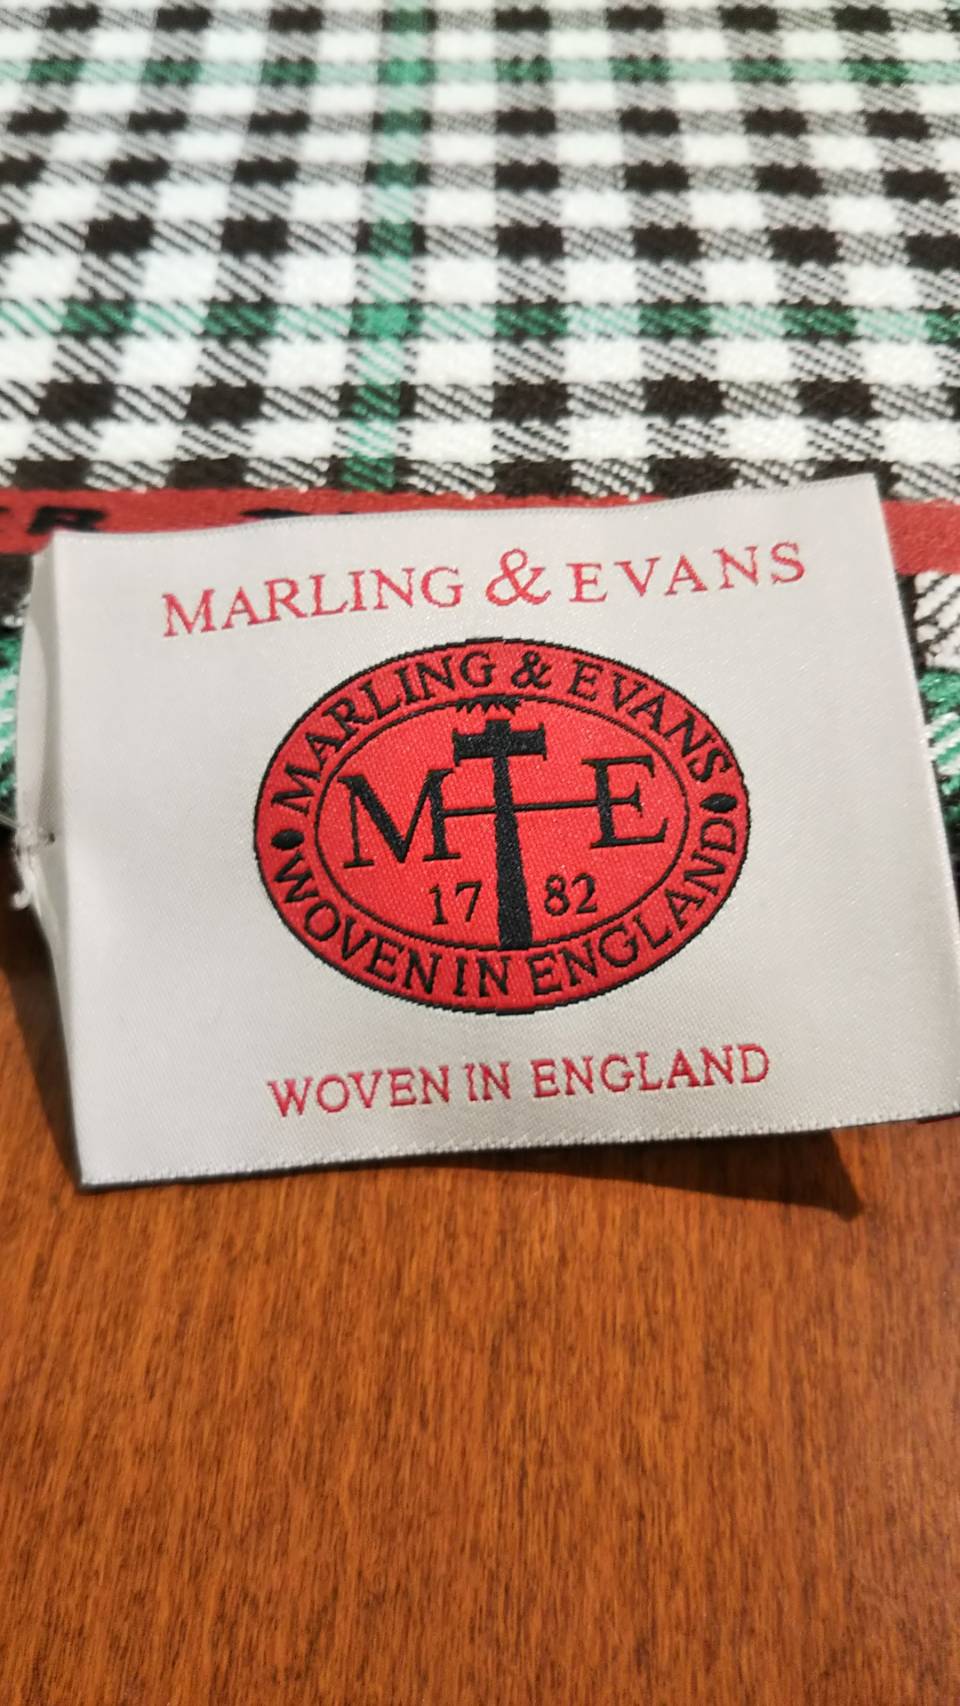 MARLING & EVANS
MARLING & EVANS
M E
17 82
WOVEN IN ENGLAND
WOVEN IN ENGLAND